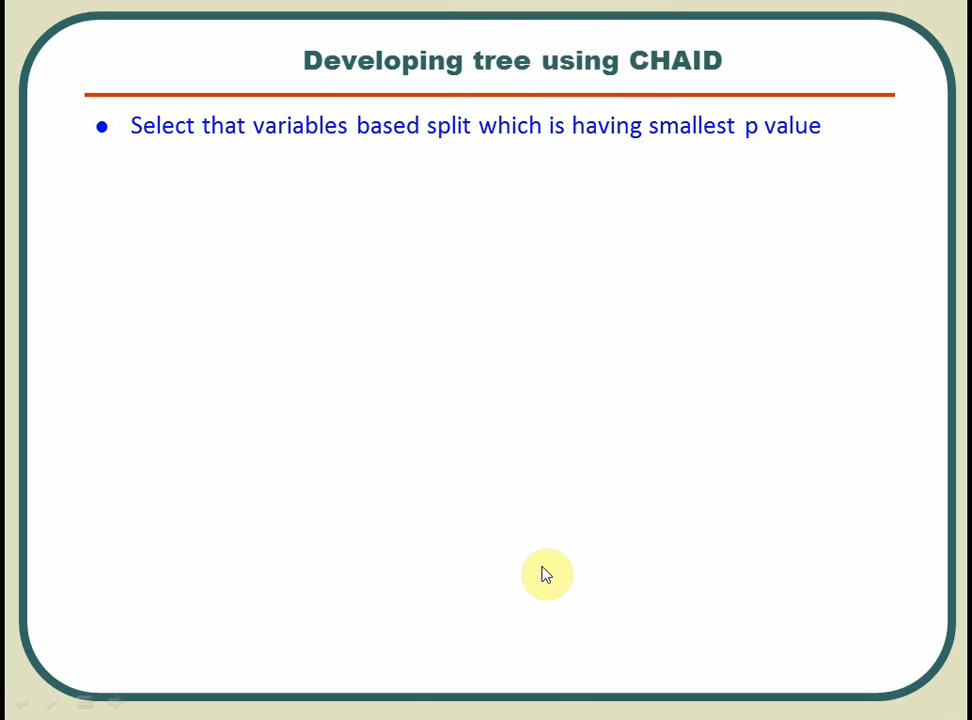 Developing tree using CHAID
● Select that variables based split which is having smallest p value